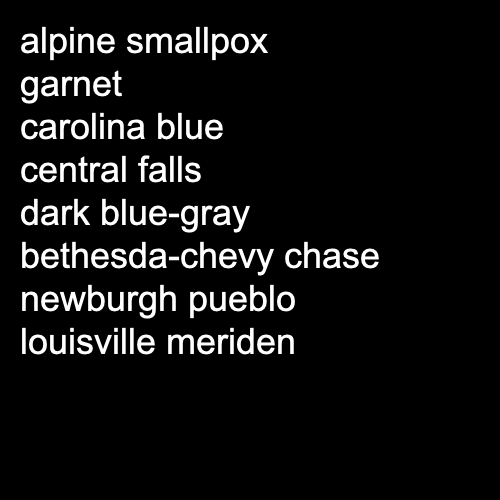 alpine smallpox
garnet
carolina blue
central falls
dark blue-gray
bethesda-chevy chase
newburgh pueblo
louisville meriden